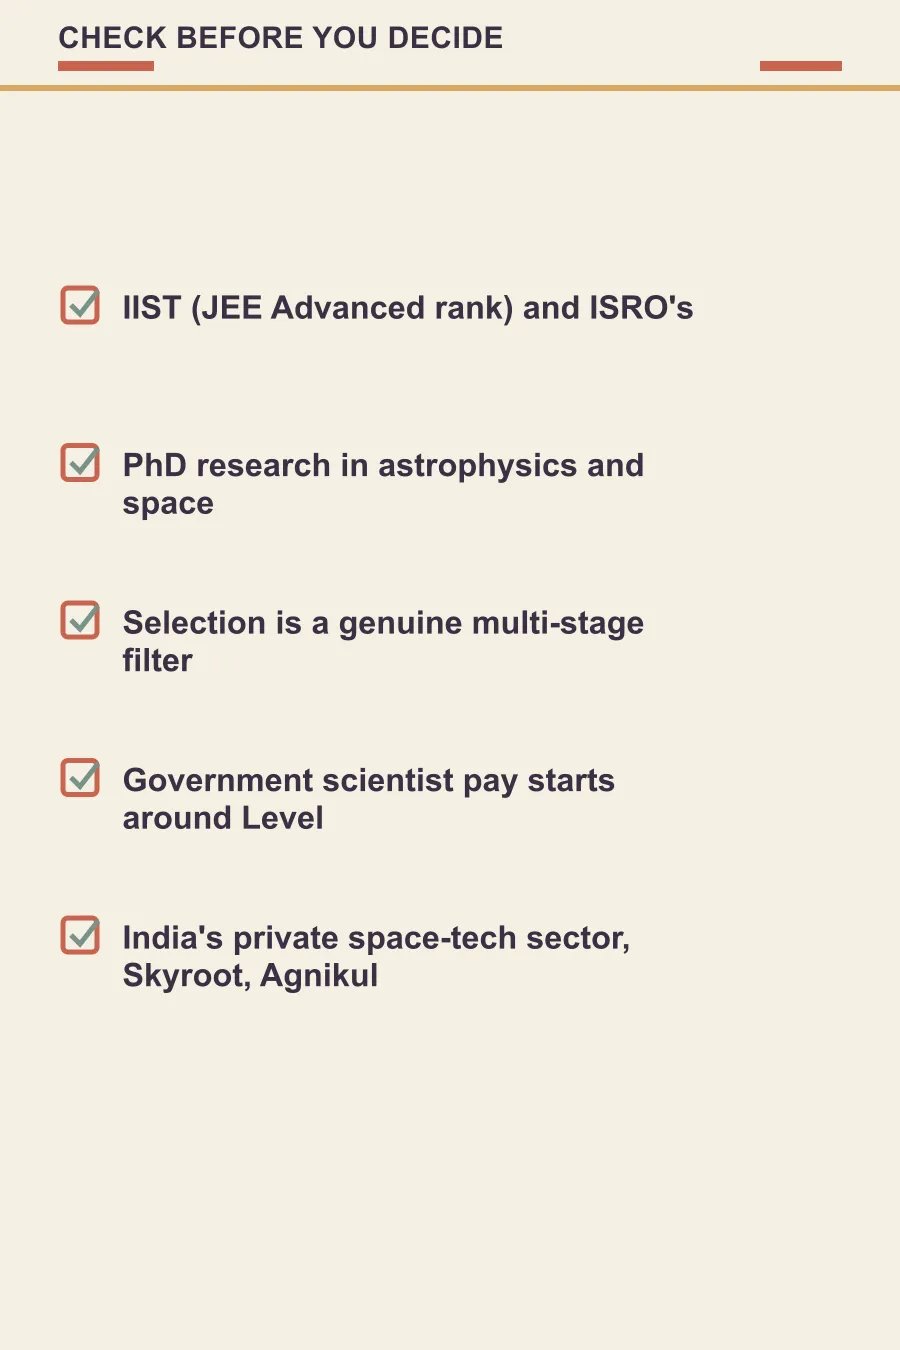 CHECK BEFORE YOU DECIDE
IIST (JEE Advanced rank) and ISRO's
PhD research in astrophysics and
space
Selection is a genuine multi-stage
filter
Government scientist pay starts
around Level
India's private space-tech sector,
Skyroot, Agnikul